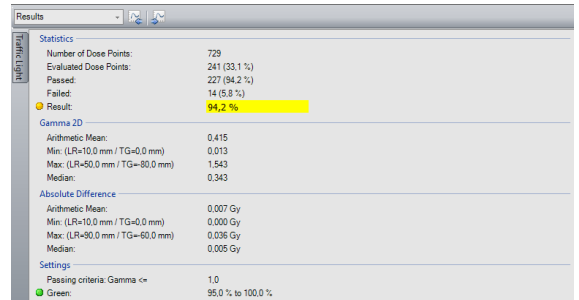 Results
Traffic Light
Statistics
Number of Dose Points: 729
Evaluated Dose Points: 241 (33,1 %)
Passed: 227 (94,2 %)
Failed: 14 (5,8 %)
Result: 94,2 %
Gamma 2D
Arithmetic Mean: 0,415
Min: (LR=10,0 mm / TG=0,0 mm) 0,013
Max: (LR=50,0 mm / TG=-80,0 mm) 1,543
Median: 0,343
Absolute Difference
Arithmetic Mean: 0,007 Gy
Min: (LR=10,0 mm / TG=0,0 mm) 0,000 Gy
Max: (LR=90,0 mm / TG=-60,0 mm) 0,036 Gy
Median: 0,005 Gy
Settings
Passing criteria: Gamma <= 1,0
Green: 95,0 % to 100,0 %